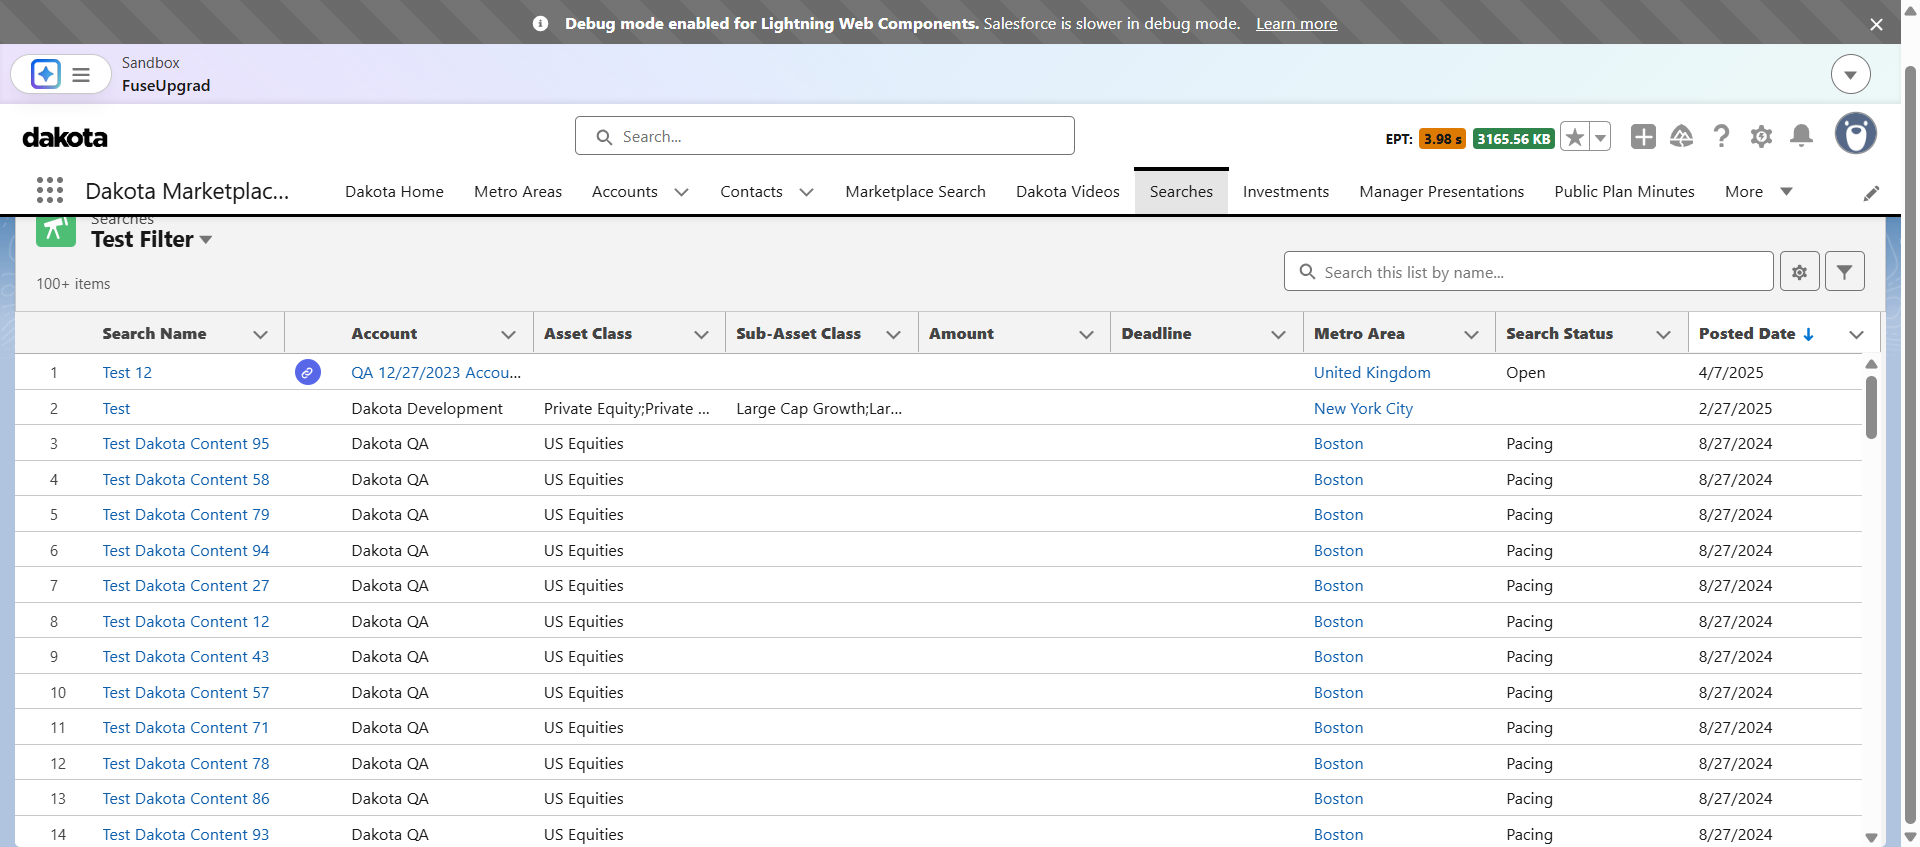 Debug mode enabled for Lightning Web Components. Salesforce is slower in debug mode. Learn more
Sandbox
FuseUpgrad
dakota
Search...
EPT: 3.98 s 3165.56 KB
Dakota Marketplac... Dakota Home Metro Areas Accounts Contacts Marketplace Search Dakota Videos Searches Investments Manager Presentations Public Plan Minutes More
Searches
Test Filter
100+ items
Search this list by name...
Search Name Account Asset Class Sub-Asset Class Amount Deadline Metro Area Search Status Posted Date
1 Test 12 QA 12/27/2023 Accou... United Kingdom Open 4/7/2025
2 Test Dakota Development Private Equity;Private ... Large Cap Growth;Lar... New York City 2/27/2025
3 Test Dakota Content 95 Dakota QA US Equities Boston Pacing 8/27/2024
4 Test Dakota Content 58 Dakota QA US Equities Boston Pacing 8/27/2024
5 Test Dakota Content 79 Dakota QA US Equities Boston Pacing 8/27/2024
6 Test Dakota Content 94 Dakota QA US Equities Boston Pacing 8/27/2024
7 Test Dakota Content 27 Dakota QA US Equities Boston Pacing 8/27/2024
8 Test Dakota Content 12 Dakota QA US Equities Boston Pacing 8/27/2024
9 Test Dakota Content 43 Dakota QA US Equities Boston Pacing 8/27/2024
10 Test Dakota Content 57 Dakota QA US Equities Boston Pacing 8/27/2024
11 Test Dakota Content 71 Dakota QA US Equities Boston Pacing 8/27/2024
12 Test Dakota Content 78 Dakota QA US Equities Boston Pacing 8/27/2024
13 Test Dakota Content 86 Dakota QA US Equities Boston Pacing 8/27/2024
14 Test Dakota Content 93 Dakota QA US Equities Boston Pacing 8/27/2024